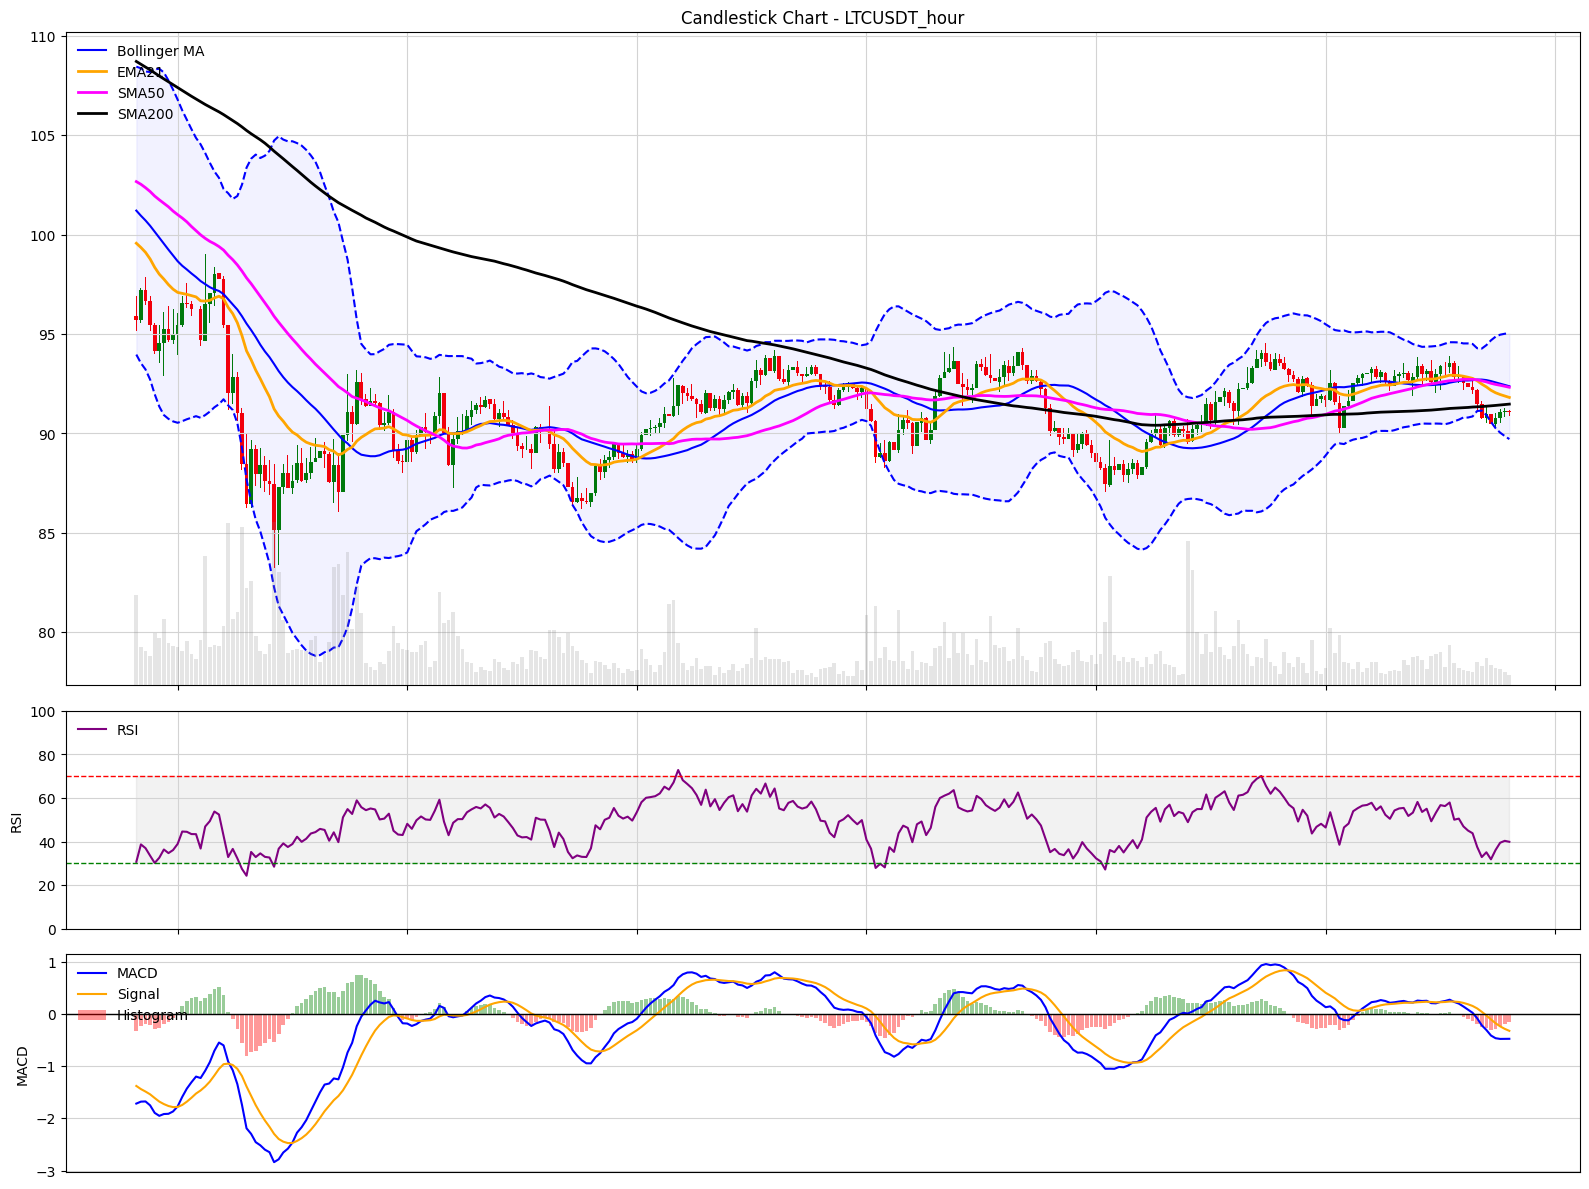 Candlestick Chart - LTCUSDT_hour
110
105
100
95
90
85
80
Bollinger MA
EMA21
SMA50
SMA200
100
80
60
40
20
0
RSI
RSI
1
0
−1
−2
−3
MACD
MACD
Signal
Histogram